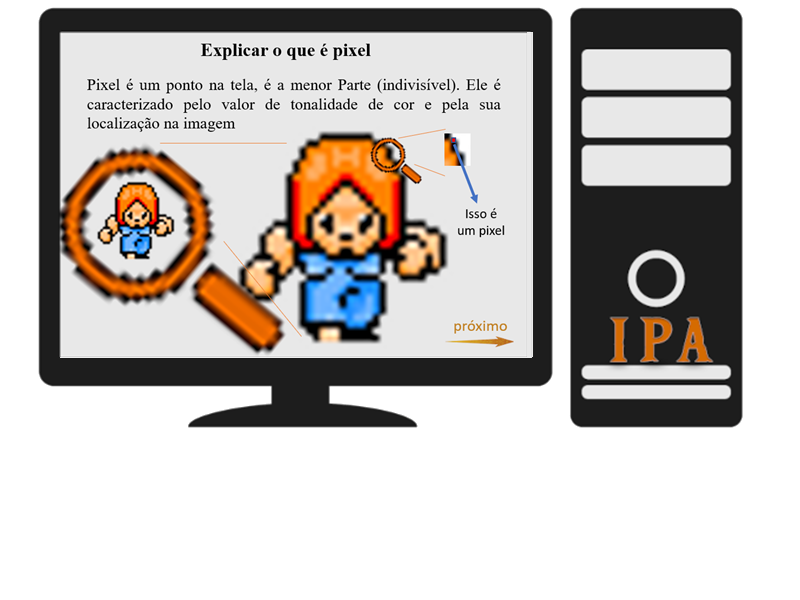 Explicar o que é pixel
Pixel é um ponto na tela, é a menor Parte (indivisível). Ele é
caracterizado pelo valor de tonalidade de cor e pela sua
localização na imagem
Isso é
um pixel
próximo
IPA